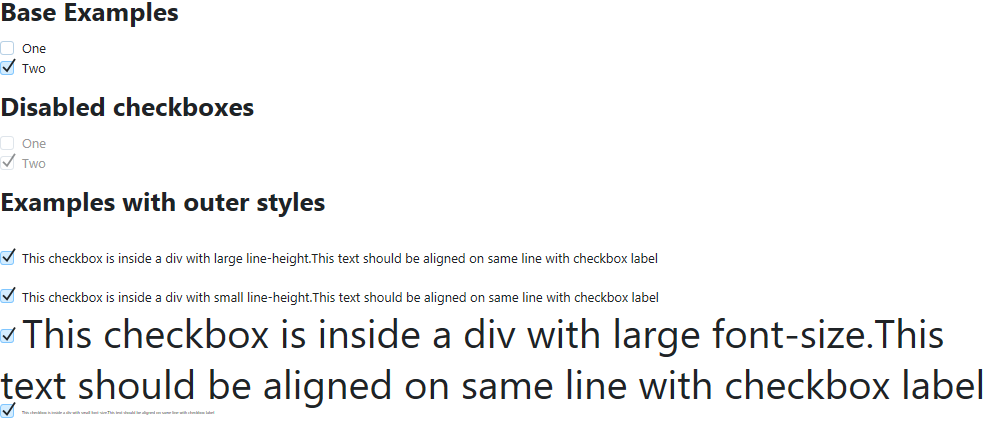 Base Examples
One
Two
Disabled checkboxes
One
Two
Examples with outer styles
This checkbox is inside a div with large line-height.This text should be aligned on same line with checkbox label
This checkbox is inside a div with small line-height.This text should be aligned on same line with checkbox label
This checkbox is inside a div with large font-size.This
text should be aligned on same line with checkbox label
This checkbox is inside a div with small font-size.This text should be aligned on same line with checkbox label